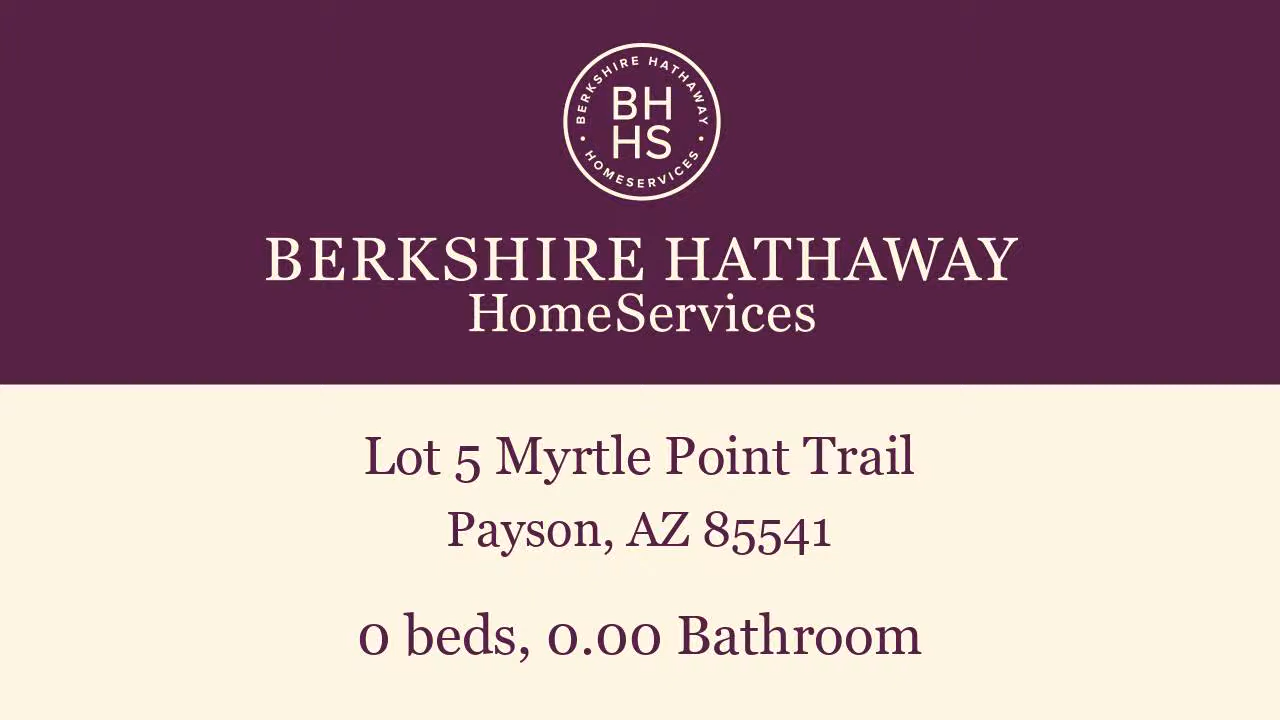 BERKSHIRE HATHAWAY
BH
HS
HOMESERVICES
BERKSHIRE HATHAWAY
HomeServices
Lot 5 Myrtle Point Trail
Payson, AZ 85541
0 beds, 0.00 Bathroom